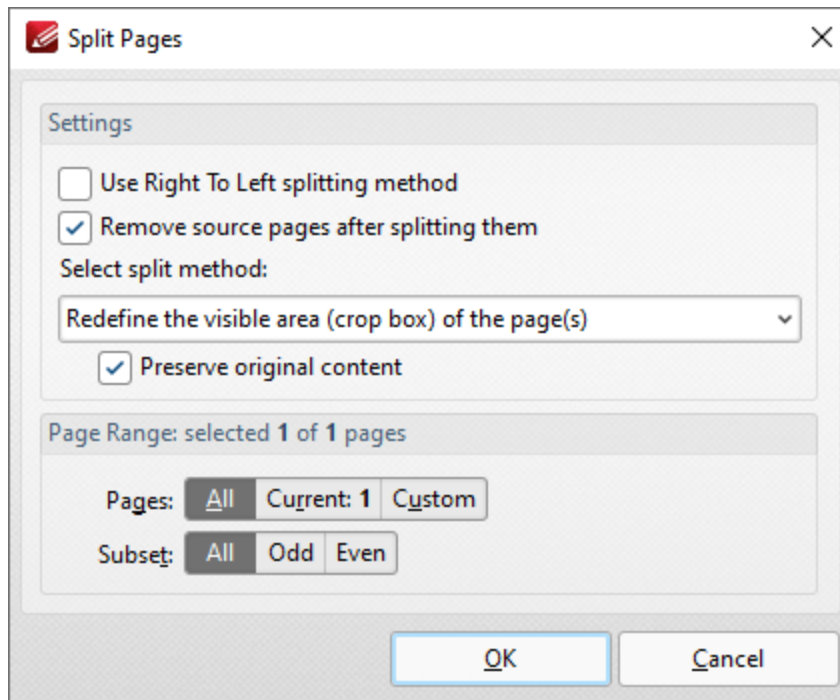 Split Pages
Settings
Use Right To Left splitting method
Remove source pages after splitting them
Select split method:
Redefine the visible area (crop box) of the page(s)
Preserve original content
Page Range: selected 1 of 1 pages
Pages: All Current: 1 Custom
Subset: All Odd Even
OK Cancel